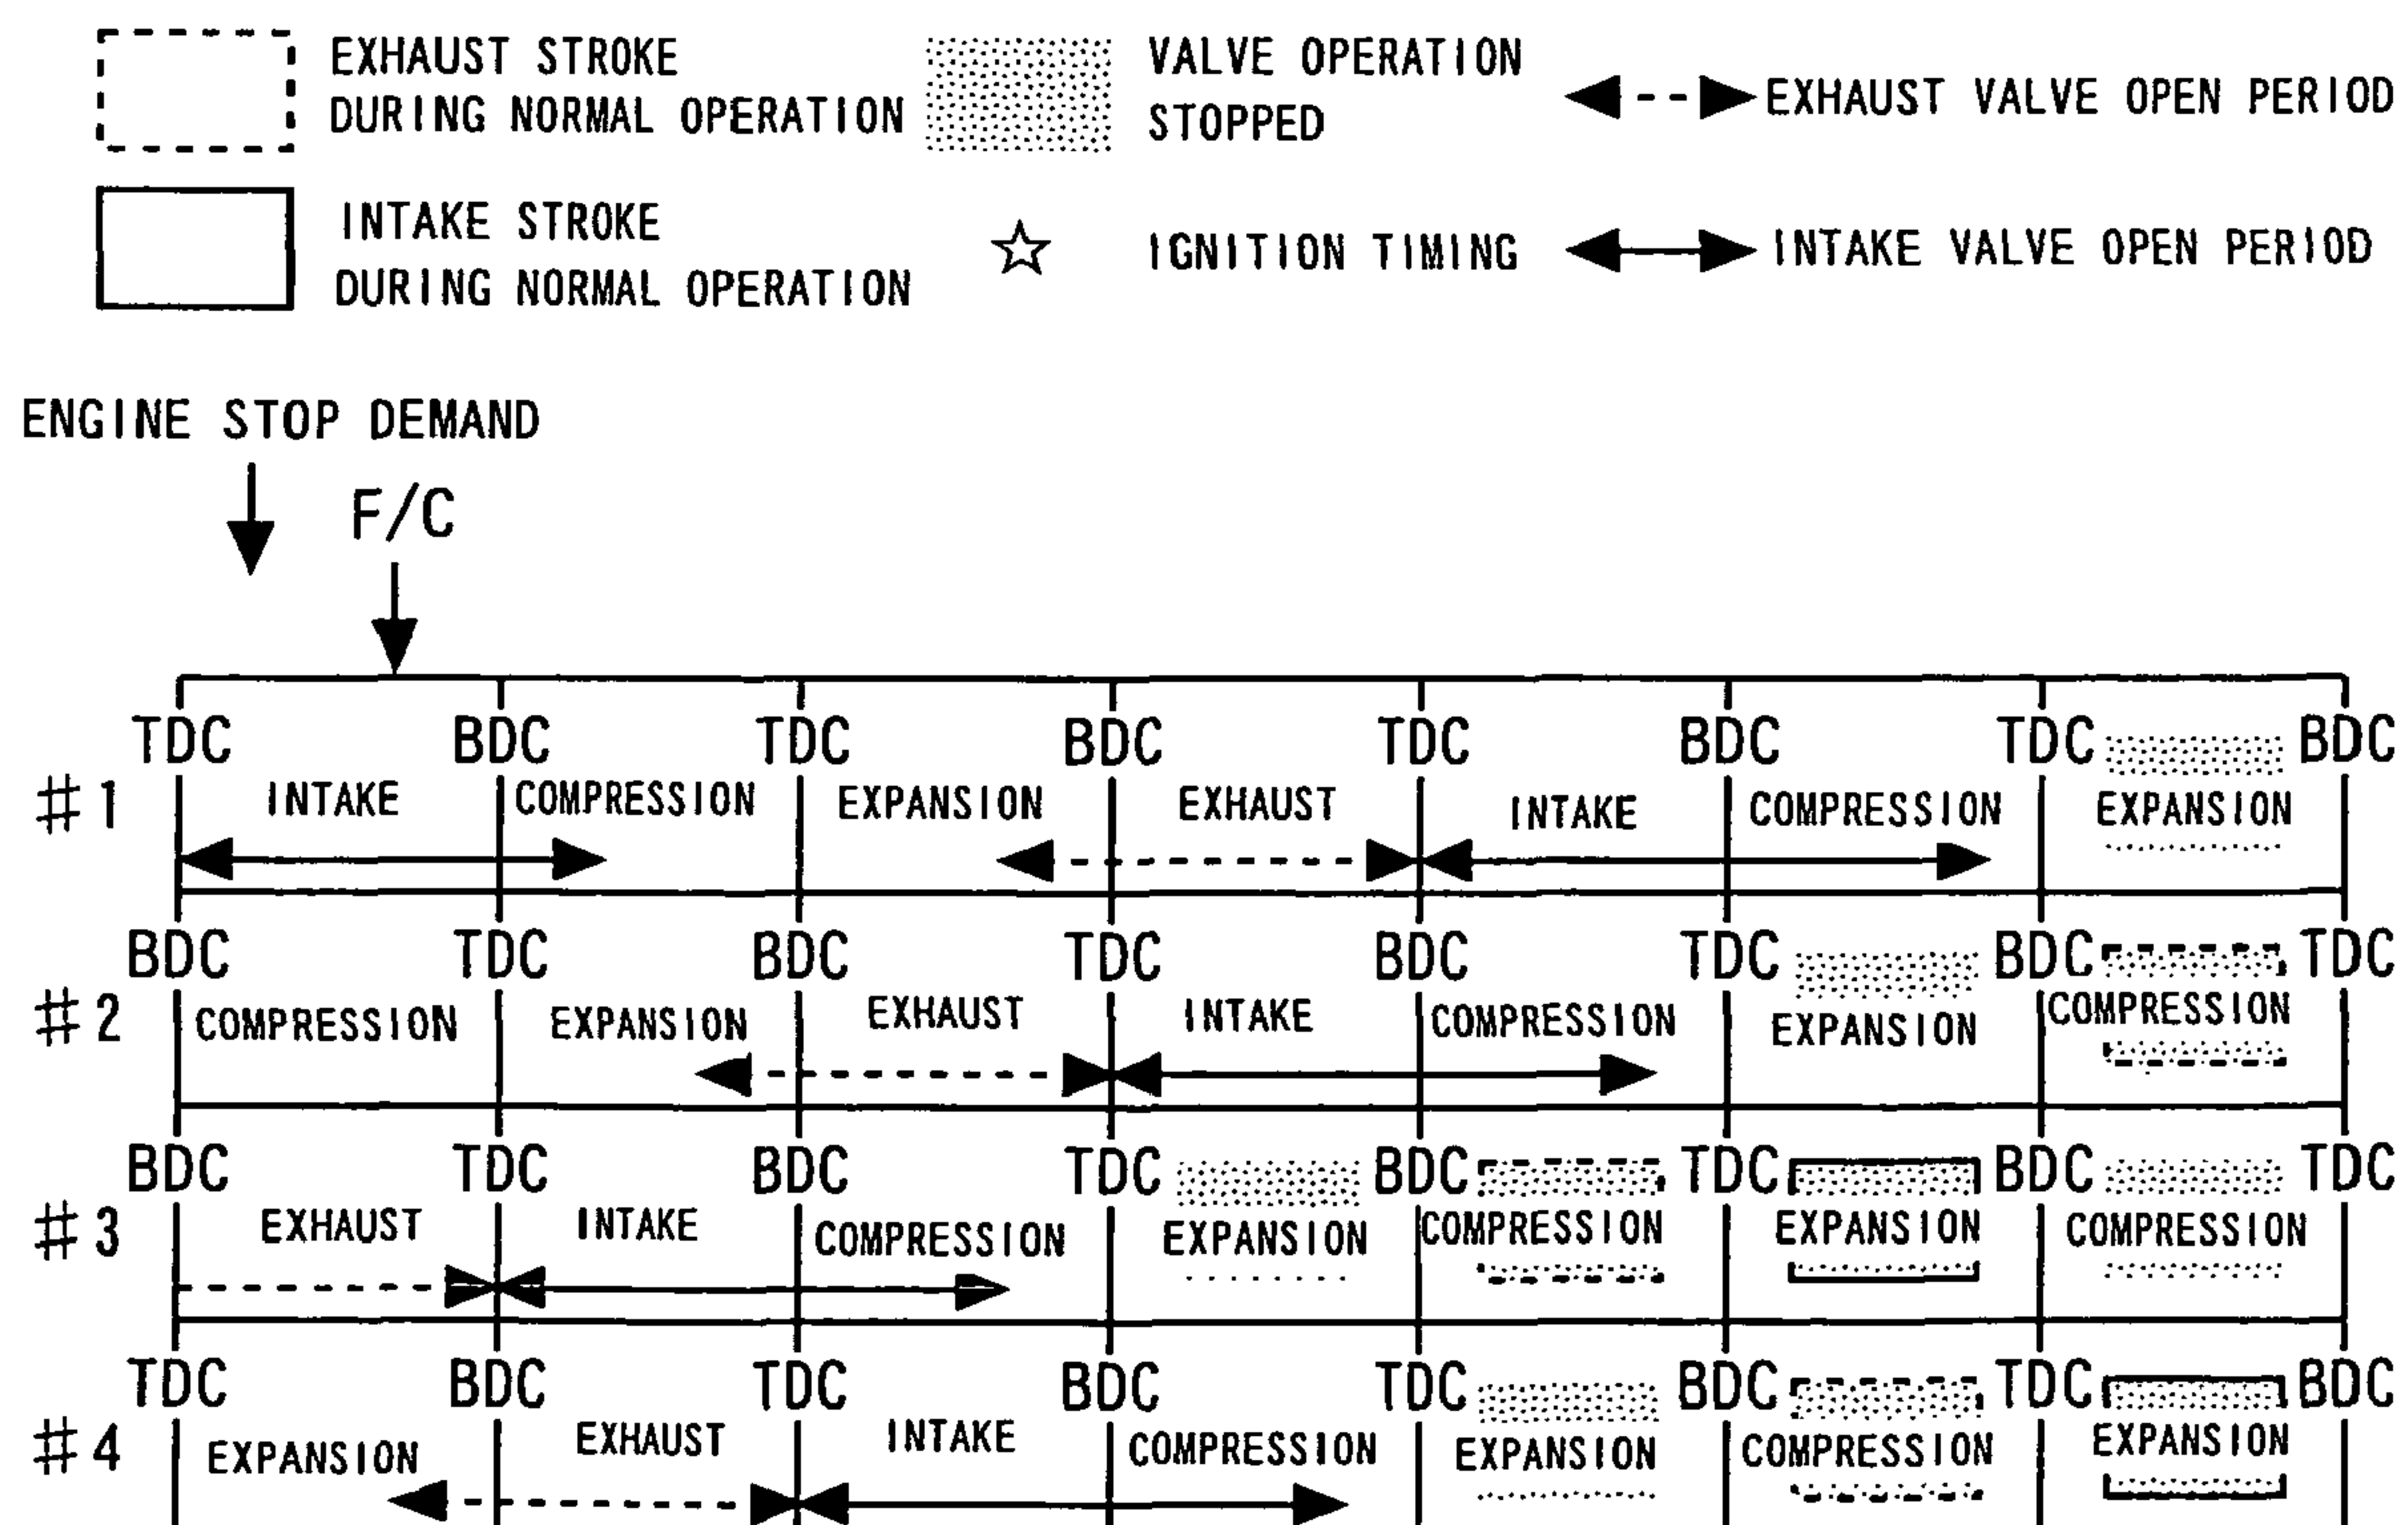 EXHAUST STROKE
DURING NORMAL OPERATION
VALVE OPERATION
STOPPED
EXHAUST VALVE OPEN PERIOD
INTAKE STROKE
DURING NORMAL OPERATION
IGNITION TIMING
INTAKE VALVE OPEN PERIOD
ENGINE STOP DEMAND
F/C
TDC BDC TDC BDC TDC BDC TDC BDC
#1 INTAKE COMPRESSION EXPANSION EXHAUST INTAKE COMPRESSION EXPANSION
BDC TDC BDC TDC BDC TDC BDC TDC
#2 COMPRESSION EXPANSION EXHAUST INTAKE COMPRESSION EXPANSION COMPRESSION
BDC TDC BDC TDC BDC TDC BDC TDC
#3 EXHAUST INTAKE COMPRESSION EXPANSION COMPRESSION EXPANSION COMPRESSION
TDC BDC TDC BDC TDC BDC TDC BDC
#4 EXPANSION EXHAUST INTAKE COMPRESSION EXPANSION COMPRESSION EXPANSION